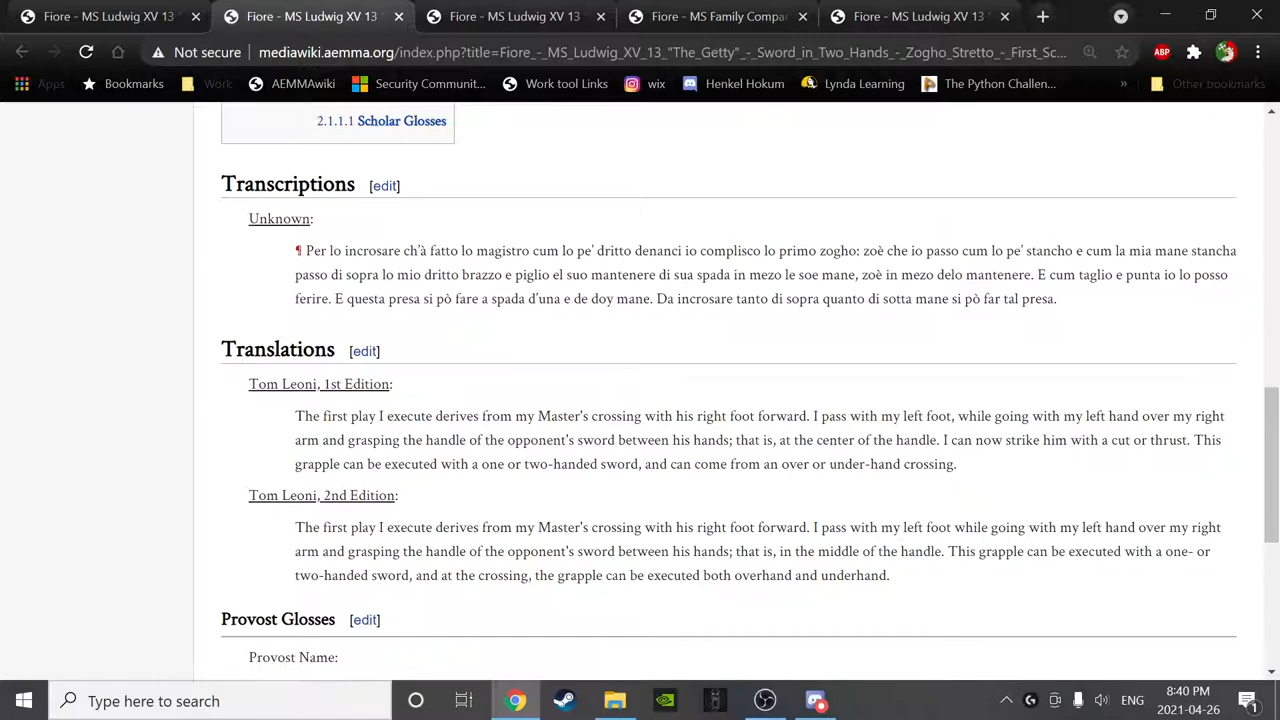 Fiore - MS Ludwig XV 13
Fiore - MS Ludwig XV 13
Fiore - MS Ludwig XV 13
Fiore - MS Family Compa
Fiore - MS Ludwig XV 13
Not secure mediawiki.aemma.org/index.php?title=Fiore_-_MS_Ludwig_XV_13_"The_Getty"_-_Sword_in_Two_Hands_-_Zogho_Stretto_-_First_Sc... ABP
Apps Bookmarks Work AEMMAwiki Security Communit... Work tool Links wix Henkel Hokum Lynda Learning The Python Challen... » Other bookmarks
2.1.1.1 Scholar Glosses
Transcriptions [edit]
Unknown:
¶ Per lo incrosare ch'à fatto lo magistro cum lo pe' dritto denanci io complisco lo primo zogho: zoè che io passo cum lo pe' stancho e cum la mia mane stancha
passo di sopra lo mio dritto brazzo e piglio el suo mantenere di sua spada in mezo le soe mane, zoè in mezo delo mantenere. E cum taglio e punta io lo posso
ferire. E questa presa si pò fare a spada d'una e de doy mane. Da incrosare tanto di sopra quanto di sotta mane si pò far tal presa.
Translations [edit]
Tom Leoni, 1st Edition:
The first play I execute derives from my Master's crossing with his right foot forward. I pass with my left foot, while going with my left hand over my right
arm and grasping the handle of the opponent's sword between his hands; that is, at the center of the handle. I can now strike him with a cut or thrust. This
grapple can be executed with a one or two-handed sword, and can come from an over or under-hand crossing.
Tom Leoni, 2nd Edition:
The first play I execute derives from my Master's crossing with his right foot forward. I pass with my left foot while going with my left hand over my right
arm and grasping the handle of the opponent's sword between his hands; that is, in the middle of the handle. This grapple can be executed with a one- or
two-handed sword, and at the crossing, the grapple can be executed both overhand and underhand.
Provost Glosses [edit]
Provost Name:
Type here to search
ENG
8:40 PM
2021-04-26
1